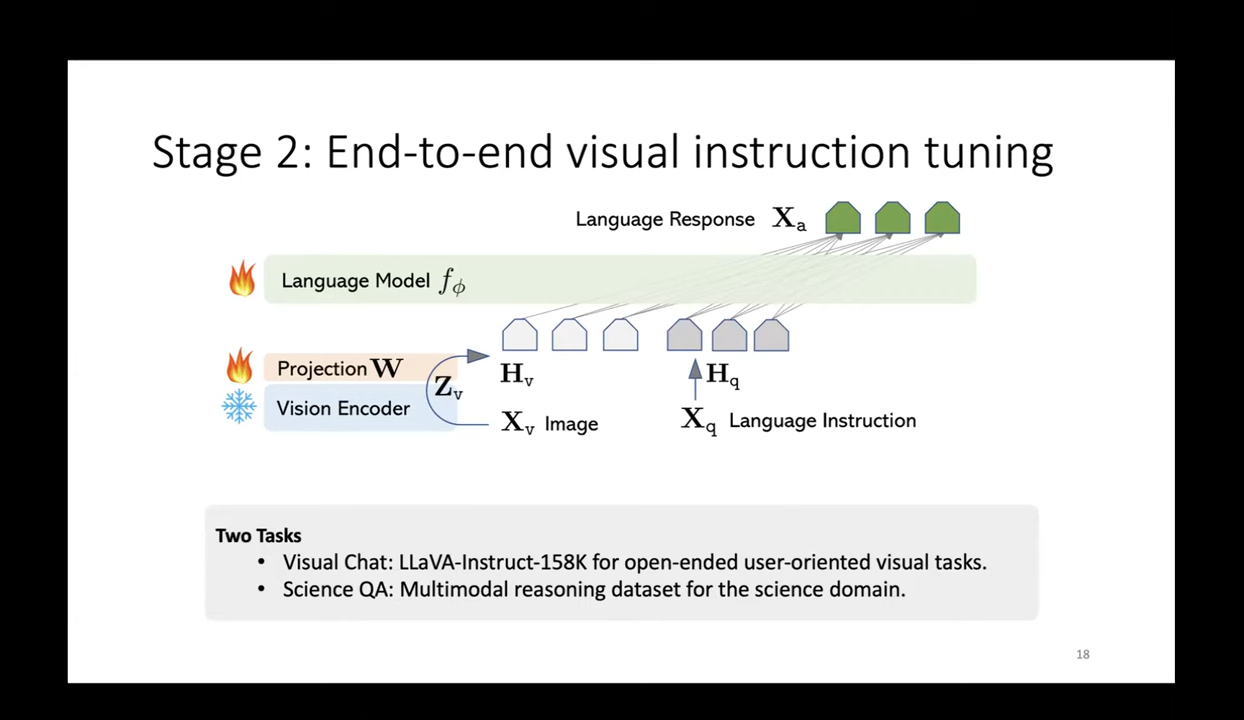 Stage 2: End-to-end visual instruction tuning
Language Response Xa
Language Model fϕ
Projection W
Zv
Hv
Hq
Vision Encoder
Xv Image
Xq Language Instruction
Two Tasks
• Visual Chat: LLaVA-Instruct-158K for open-ended user-oriented visual tasks.
• Science QA: Multimodal reasoning dataset for the science domain.
18